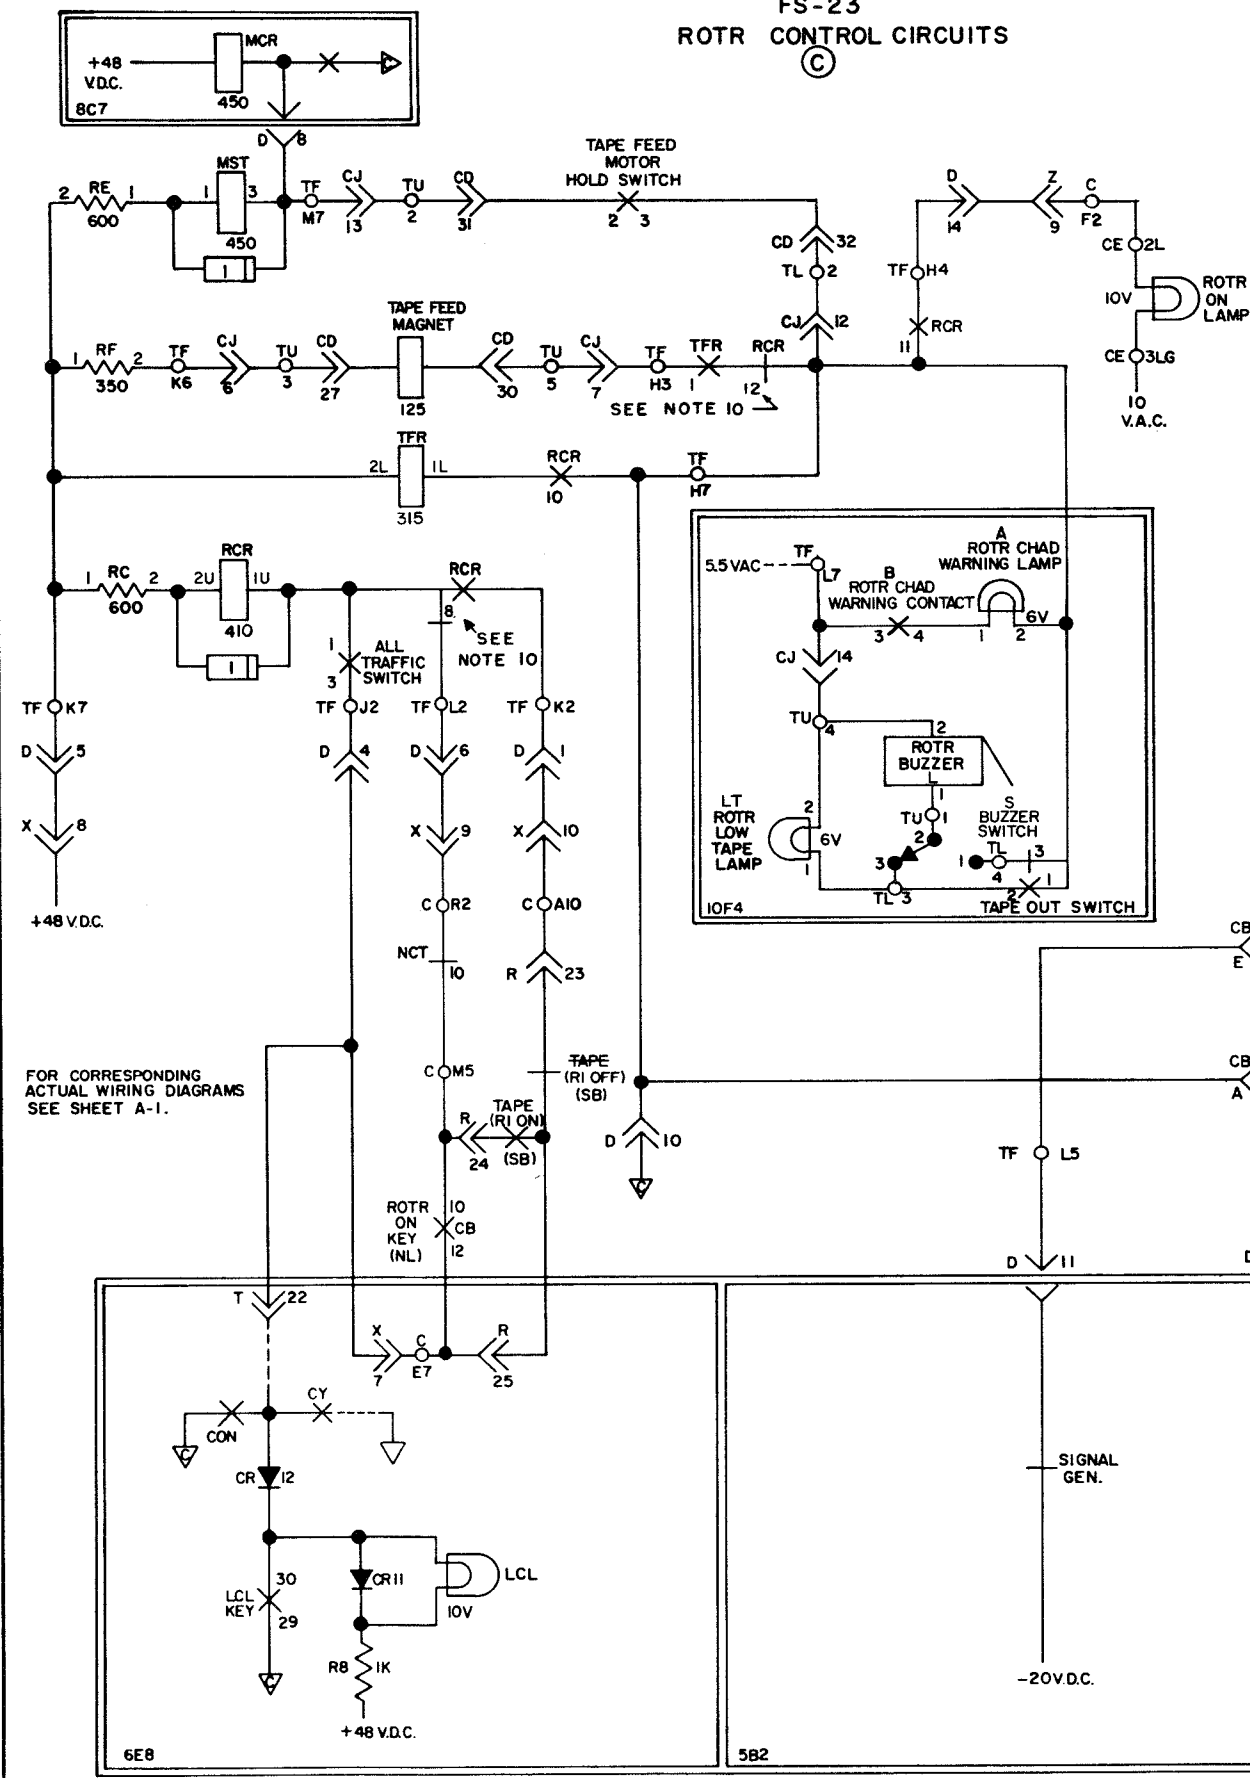 FS-23
ROTR CONTROL CIRCUITS
C
MCR
+48
V.D.C.
C
450
8C7
D 8
TAPE FEED
MOTOR
HOLD SWITCH
2 RE 1
600
MST
1 3
450
1
TF
M7
CJ
13
TU
2
CD
31
2 3
CD 32
TL 2
CJ 12
D
14
Z
9
C
F2
CE 2L
TF H4
10V
ROTR
ON
LAMP
RCR
11
CE 3LG
10
V.A.C.
TAPE FEED
MAGNET
1 RF 2
350
TF
K6
CJ
6
TU
3
CD
27
125
CD
30
TU
5
CJ
7
TF
H3
TFR
1
RCR
12
SEE NOTE 10
TFR
2L 1L
315
RCR
10
TF
H7
1 RC 2
600
RCR
2U 1U
410
1
RCR
8
SEE
NOTE 10
1
3
ALL
TRAFFIC
SWITCH
5.5VAC
TF
L7
A
ROTR CHAD
WARNING LAMP
B
ROTR CHAD
WARNING CONTACT
3 4
1 2
6V
CJ 14
TU
4
2
ROTR
BUZZER
L
1
TU 1
S
BUZZER
SWITCH
LT
ROTR
LOW
TAPE
LAMP
2
6V
1
2
3
TL 3
1
TL
4
3
2 1
TAPE OUT SWITCH
10F4
TF K7
TF J2
TF L2
TF K2
D 5
D 4
D 6
D 1
X 8
X 9
X 10
+48V.D.C.
C R2
C A10
NCT
10
R 23
CB
E
FOR CORRESPONDING
ACTUAL WIRING DIAGRAMS
SEE SHEET A-1.
C M5
TAPE
(RI OFF)
(SB)
CB
A
R
24
TAPE
(RI ON)
(SB)
D 10
C
TF L5
ROTR
ON
KEY
(NL)
10
CB
12
D 11
D
T 22
X
7
C
E7
R
25
CON
CY
C
CR 12
SIGNAL
GEN.
CR11
LCL
10V
LCL
KEY
30
29
C
R8 1K
+48 V.D.C.
-20V.D.C.
6E8
5B2